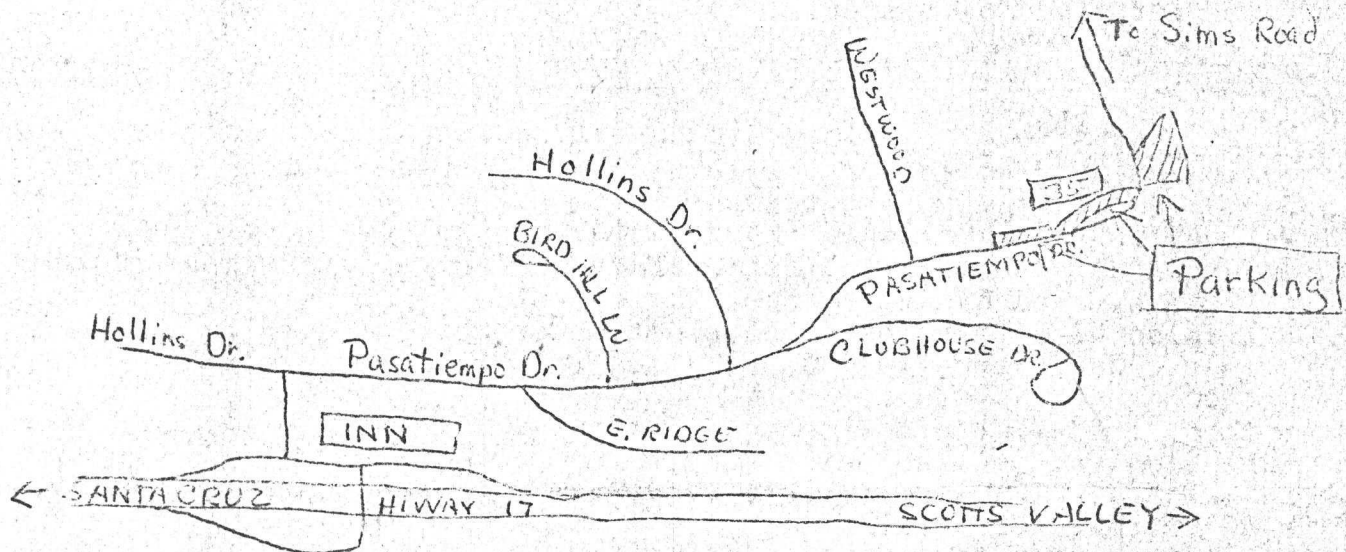 To Sims Road
WESTWOOD
Hollins Dr.
35
BIRD HILL LN.
PASATIEMPO DR.
Parking
Hollins Dr.
Pasatiempo Dr.
CLUBHOUSE DR.
INN
E. RIDGE
← SANTA CRUZ
HIWAY 17
SCOTTS VALLEY →